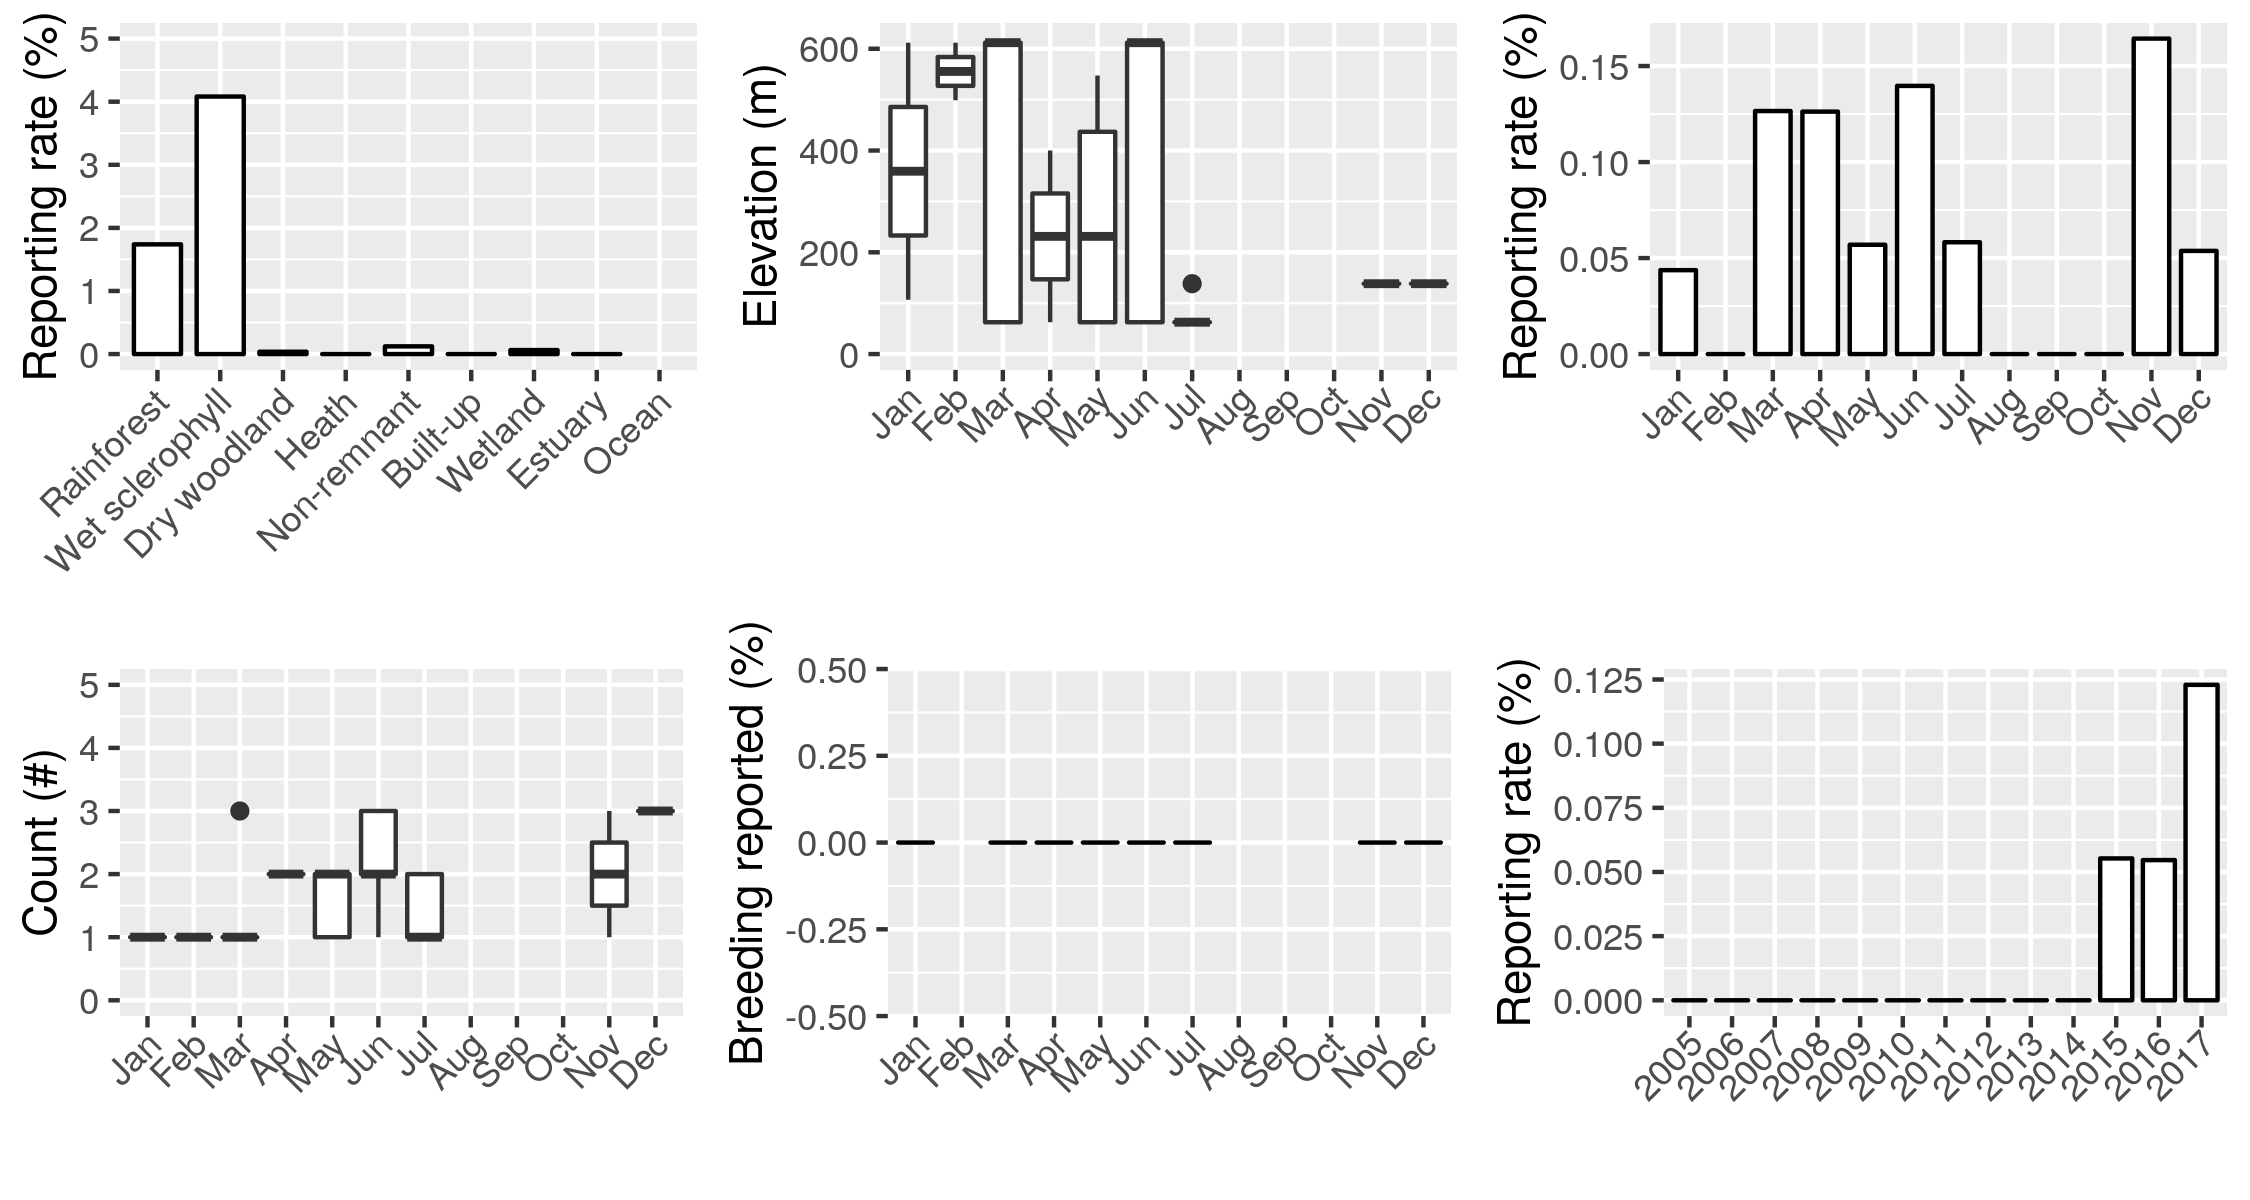 Reporting rate (%)
5
4
3
2
1
0
Rainforest
Wet sclerophyll
Dry woodland
Heath
Non-remnant
Built-up
Wetland
Estuary
Ocean
Elevation (m)
600
400
200
0
Jan
Feb
Mar
Apr
May
Jun
Jul
Aug
Sep
Oct
Nov
Dec
Reporting rate (%)
0.15
0.10
0.05
0.00
Jan
Feb
Mar
Apr
May
Jun
Jul
Aug
Sep
Oct
Nov
Dec
Count (#)
5
4
3
2
1
0
Jan
Feb
Mar
Apr
May
Jun
Jul
Aug
Sep
Oct
Nov
Dec
Breeding reported (%)
0.50
0.25
0.00
-0.25
-0.50
Jan
Feb
Mar
Apr
May
Jun
Jul
Aug
Sep
Oct
Nov
Dec
Reporting rate (%)
0.125
0.100
0.075
0.050
0.025
0.000
2005
2006
2007
2008
2009
2010
2011
2012
2013
2014
2015
2016
2017